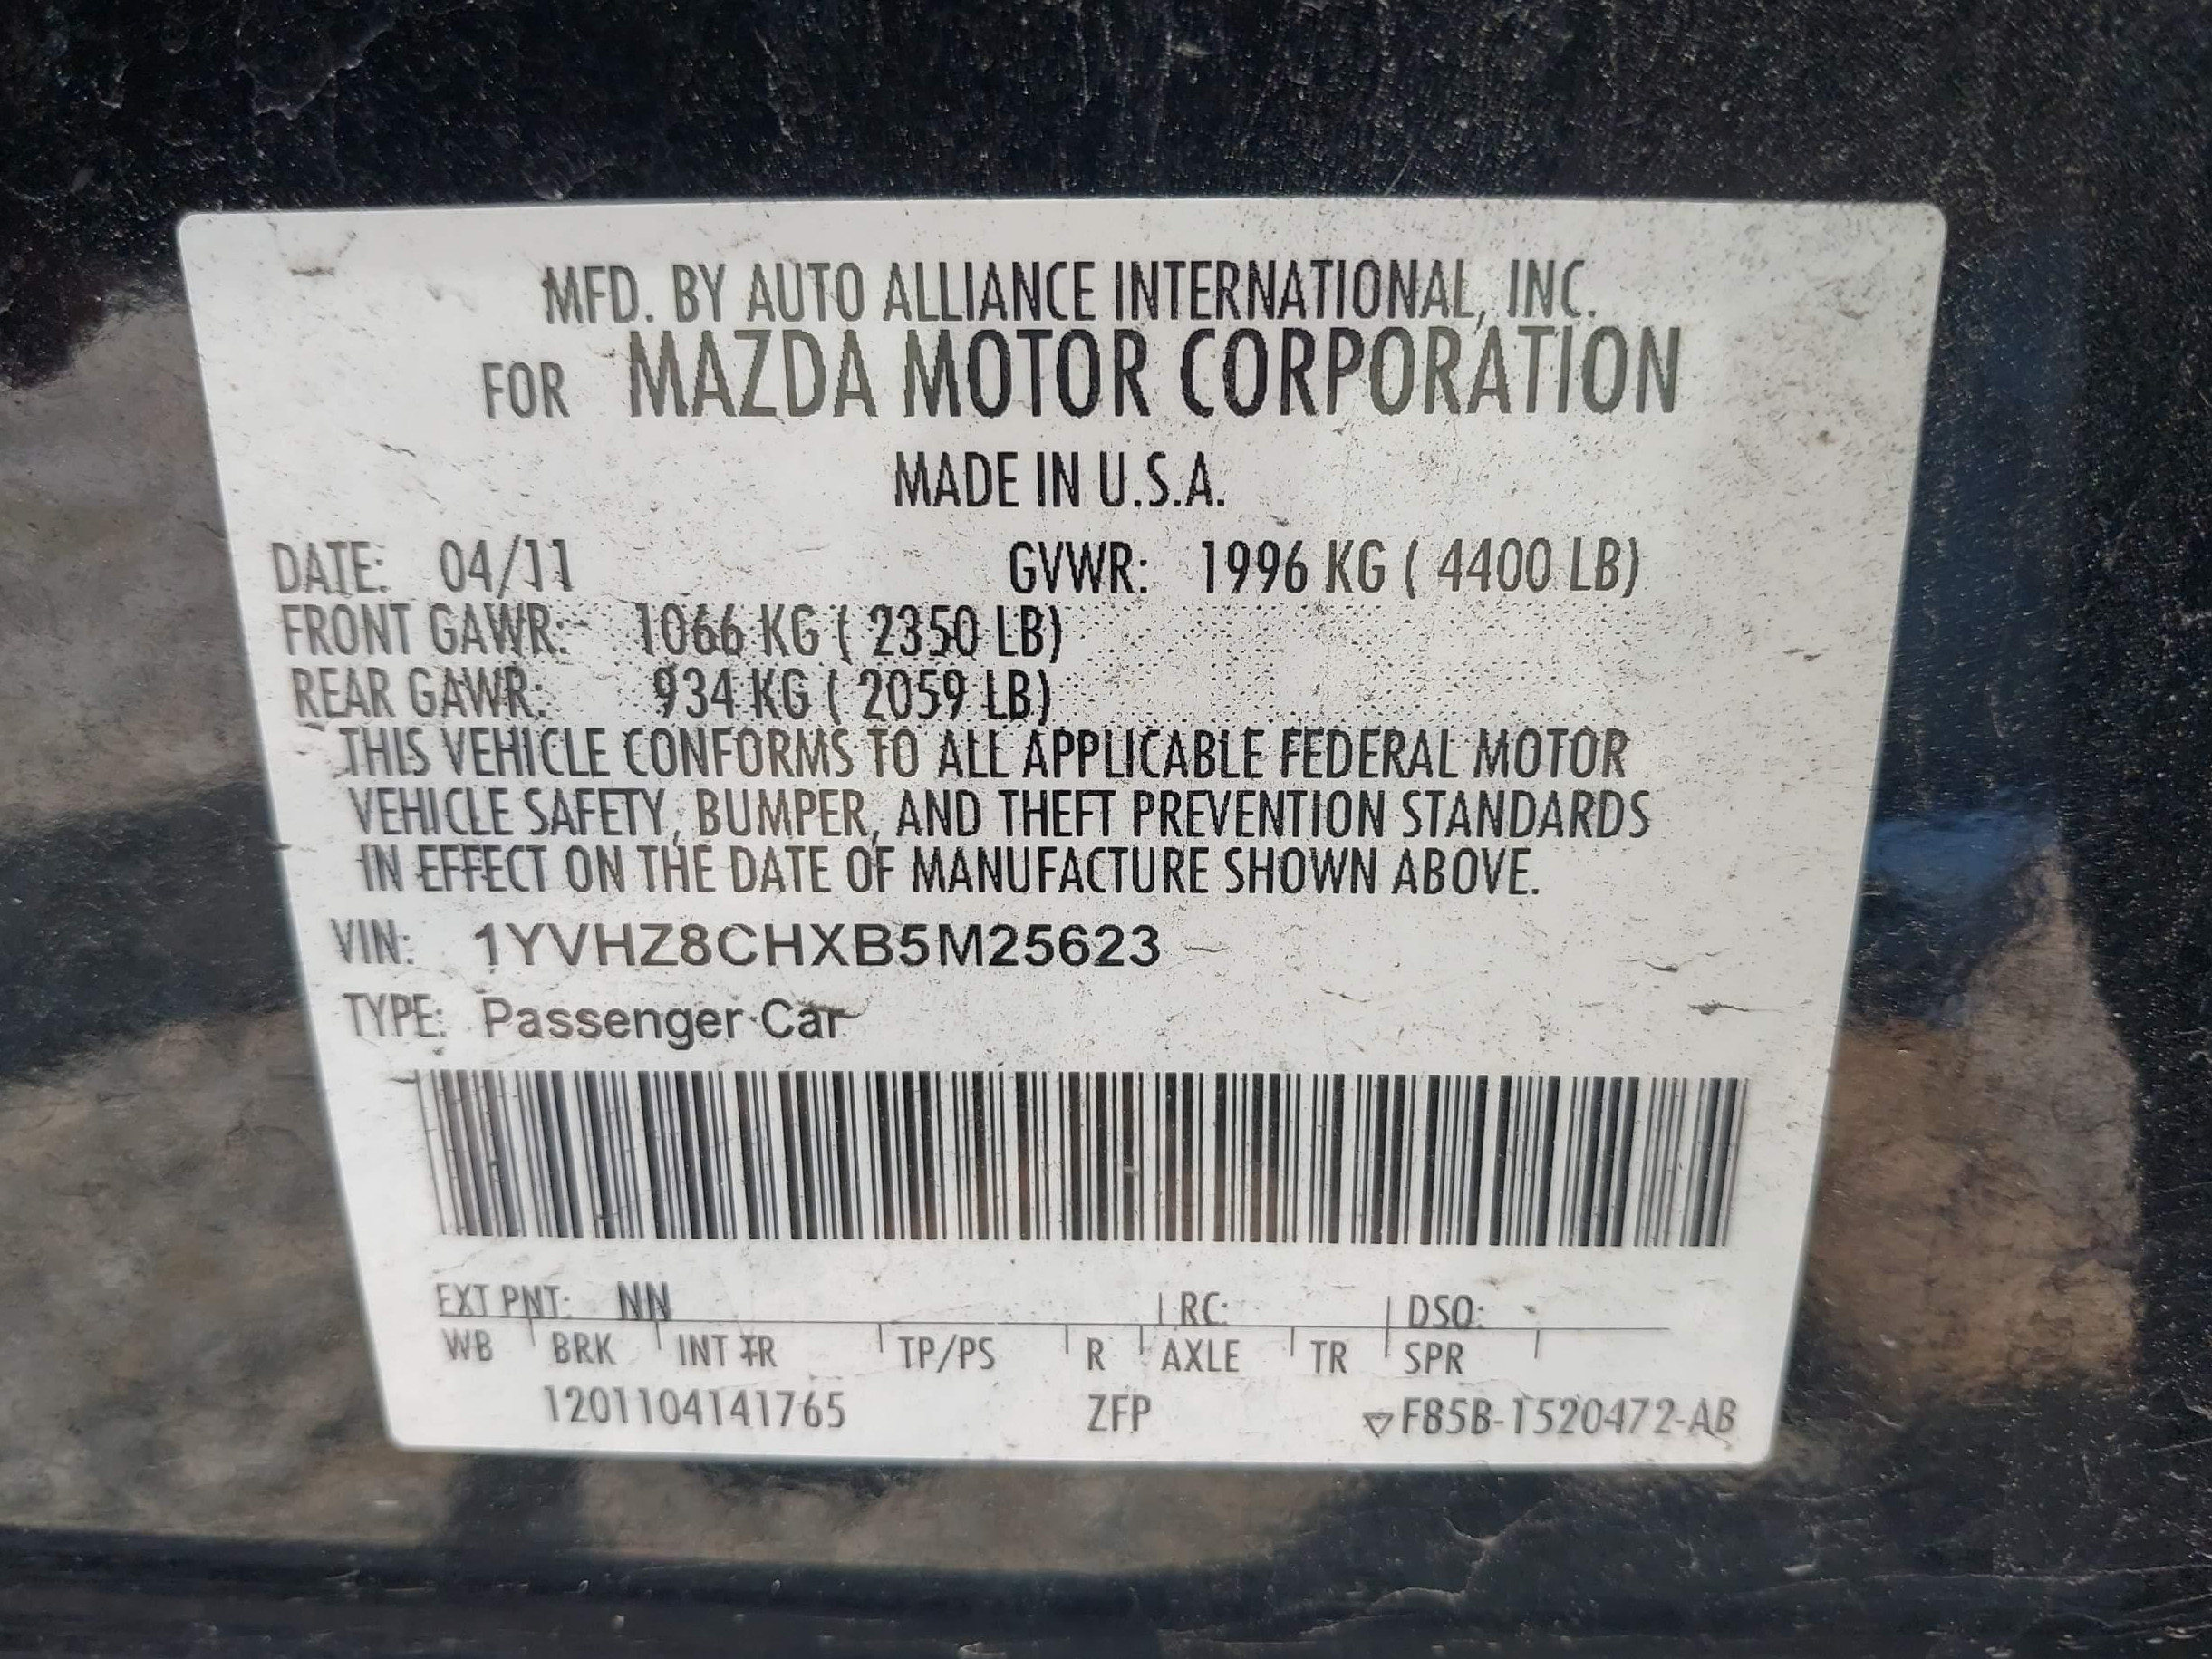 MFD. BY AUTO ALLIANCE INTERNATIONAL, INC.
FOR MAZDA MOTOR CORPORATION
MADE IN U.S.A.
DATE: 04/11 GVWR: 1996 KG ( 4400 LB)
FRONT GAWR: 1066 KG ( 2350 LB)
REAR GAWR: 934 KG ( 2059 LB)
THIS VEHICLE CONFORMS TO ALL APPLICABLE FEDERAL MOTOR
VEHICLE SAFETY, BUMPER, AND THEFT PREVENTION STANDARDS
IN EFFECT ON THE DATE OF MANUFACTURE SHOWN ABOVE.
VIN: 1YVHZ8CHXB5M25623
TYPE: Passenger Car
EXT PNT: NN RC: DSO:
WB BRK INT TR TP/PS R AXLE TR SPR
1201104141765 ZFP ▽F85B-1520472-AB